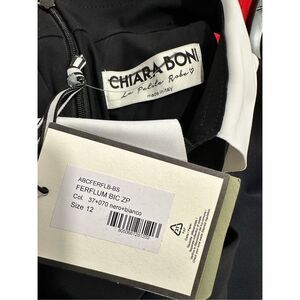 CHIARA BONI
La Petite Robe
made in Italy
ABCFERFLB-BS
FERFLUM BIC ZP
Col. 37+070 nero+bianco
Size 12